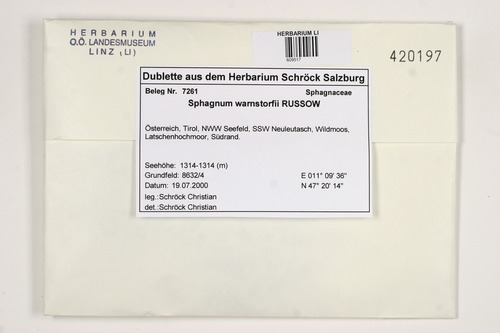 HERBARIUM
O.Ö. LANDESMUSEUM
LINZ (LI)
HERBARIUM LI
609517
420197
Dublette aus dem Herbarium Schröck Salzburg
Beleg Nr. 7261 Sphagnaceae
Sphagnum warnstorfii RUSSOW
Österreich, Tirol, NWW Seefeld, SSW Neuleutasch, Wildmoos,
Latschenhochmoor, Südrand.
Seehöhe: 1314-1314 (m)
Grundfeld: 8632/4 E 011° 09' 36"
Datum: 19.07.2000 N 47° 20' 14"
leg.:Schröck Christian
det.:Schröck Christian